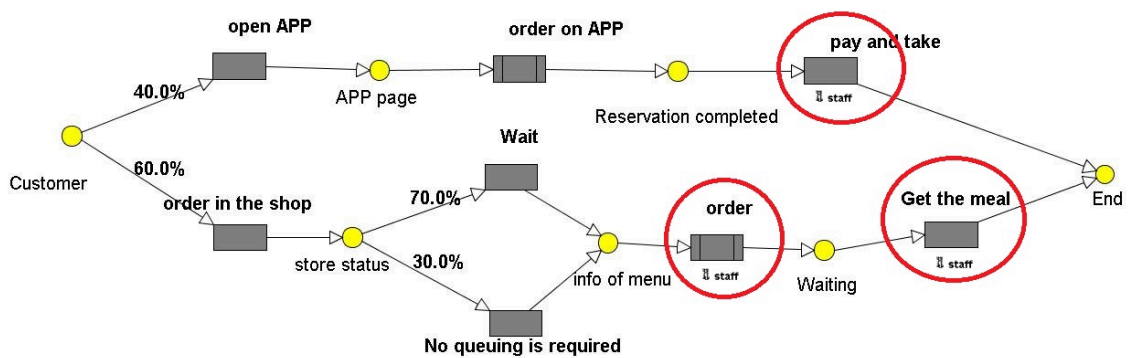 open APP
order on APP
pay and take
40.0%
APP page
staff
Reservation completed
Customer
Wait
60.0%
order in the shop
70.0%
order
Get the meal
End
store status
30.0%
info of menu
staff
Waiting
staff
No queuing is required